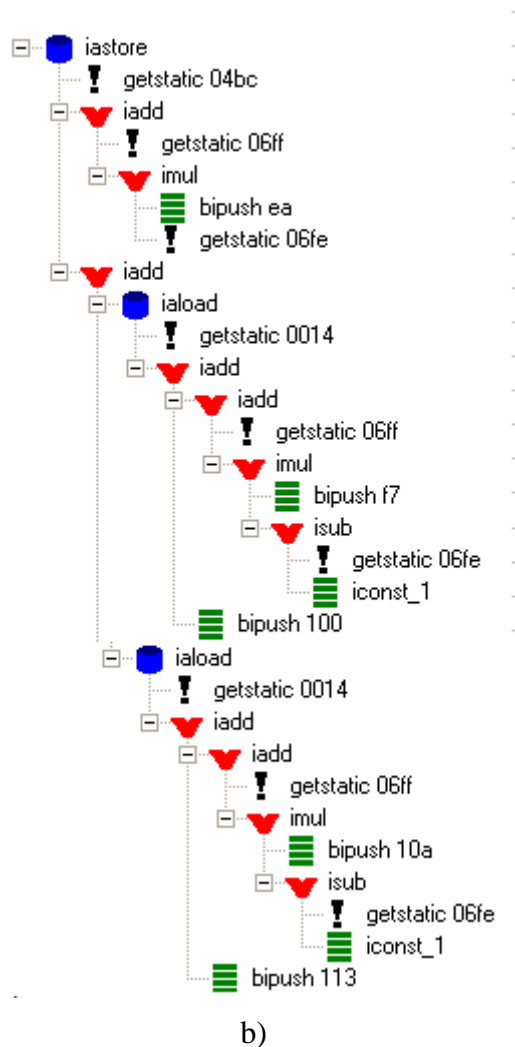 iastore
getstatic 04bc
iadd
getstatic 06ff
imul
bipush ea
getstatic 06fe
iadd
iaload
getstatic 0014
iadd
iadd
getstatic 06ff
imul
bipush f7
isub
getstatic 06fe
iconst_1
bipush 100
iaload
getstatic 0014
iadd
iadd
getstatic 06ff
imul
bipush 10a
isub
getstatic 06fe
iconst_1
bipush 113
b)